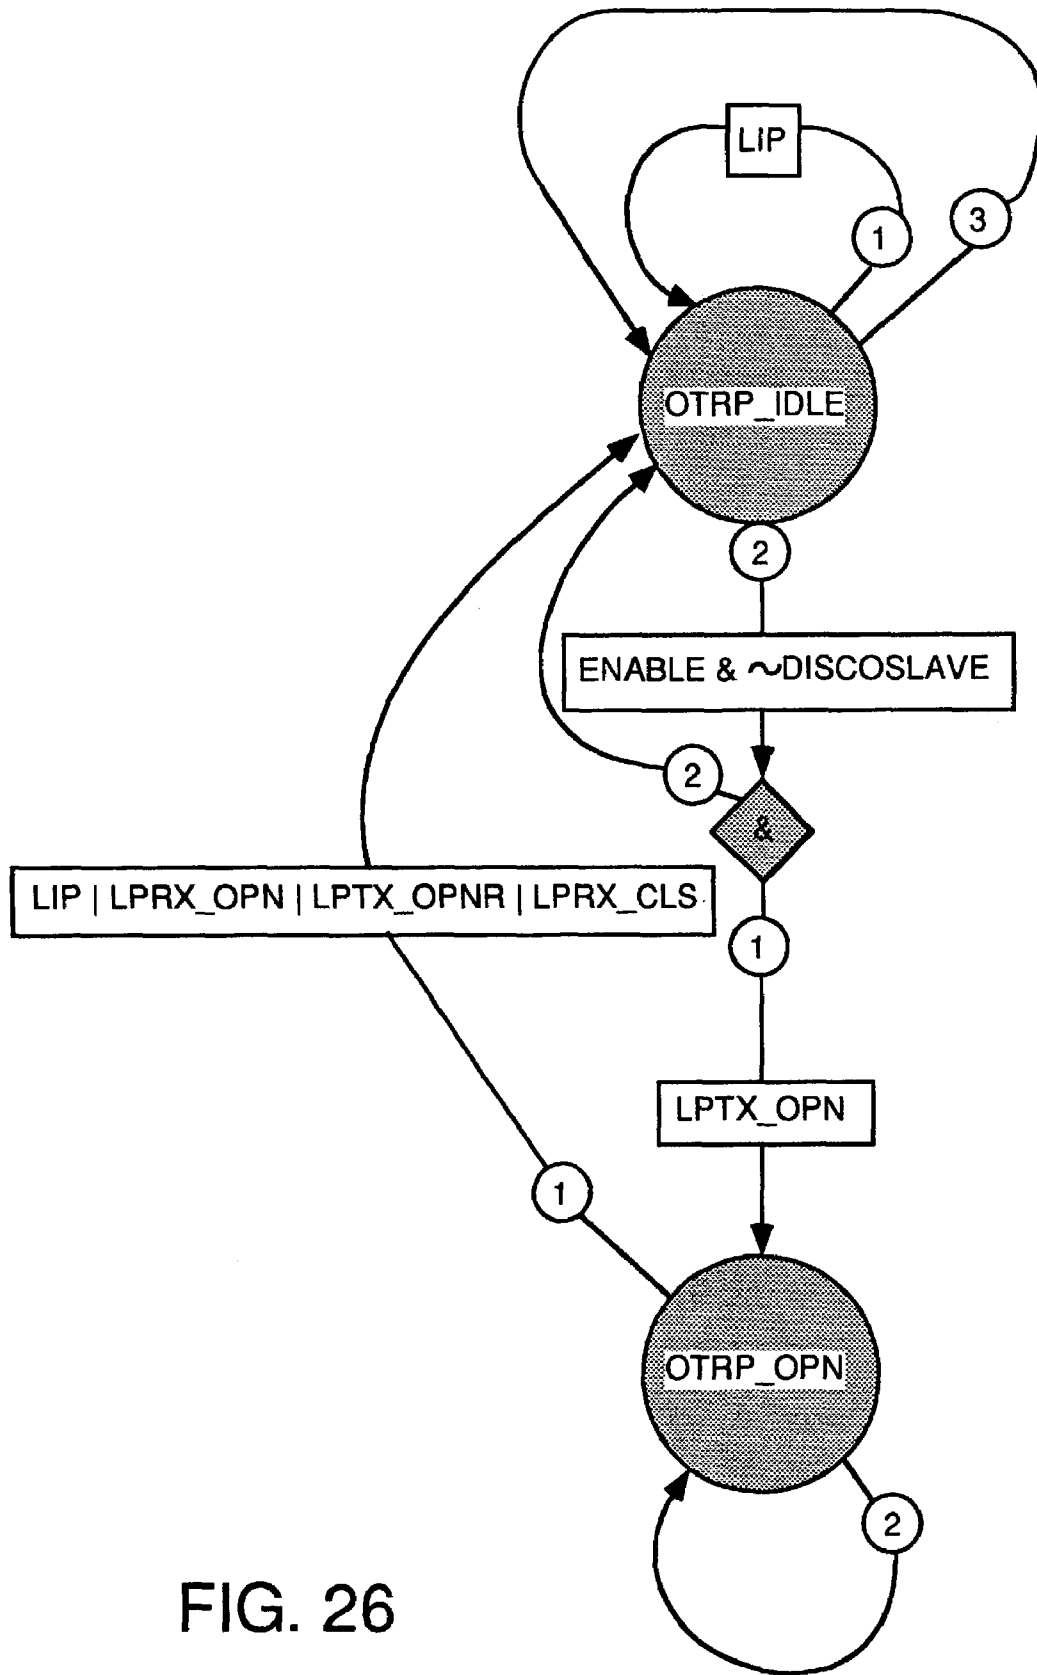 LIP
1
3
OTRP_IDLE
2
ENABLE & ~DISCOSLAVE
2
&
LIP | LPRX_OPN | LPTX_OPNR | LPRX_CLS
1
LPTX_OPN
1
OTRP_OPN
2
FIG. 26